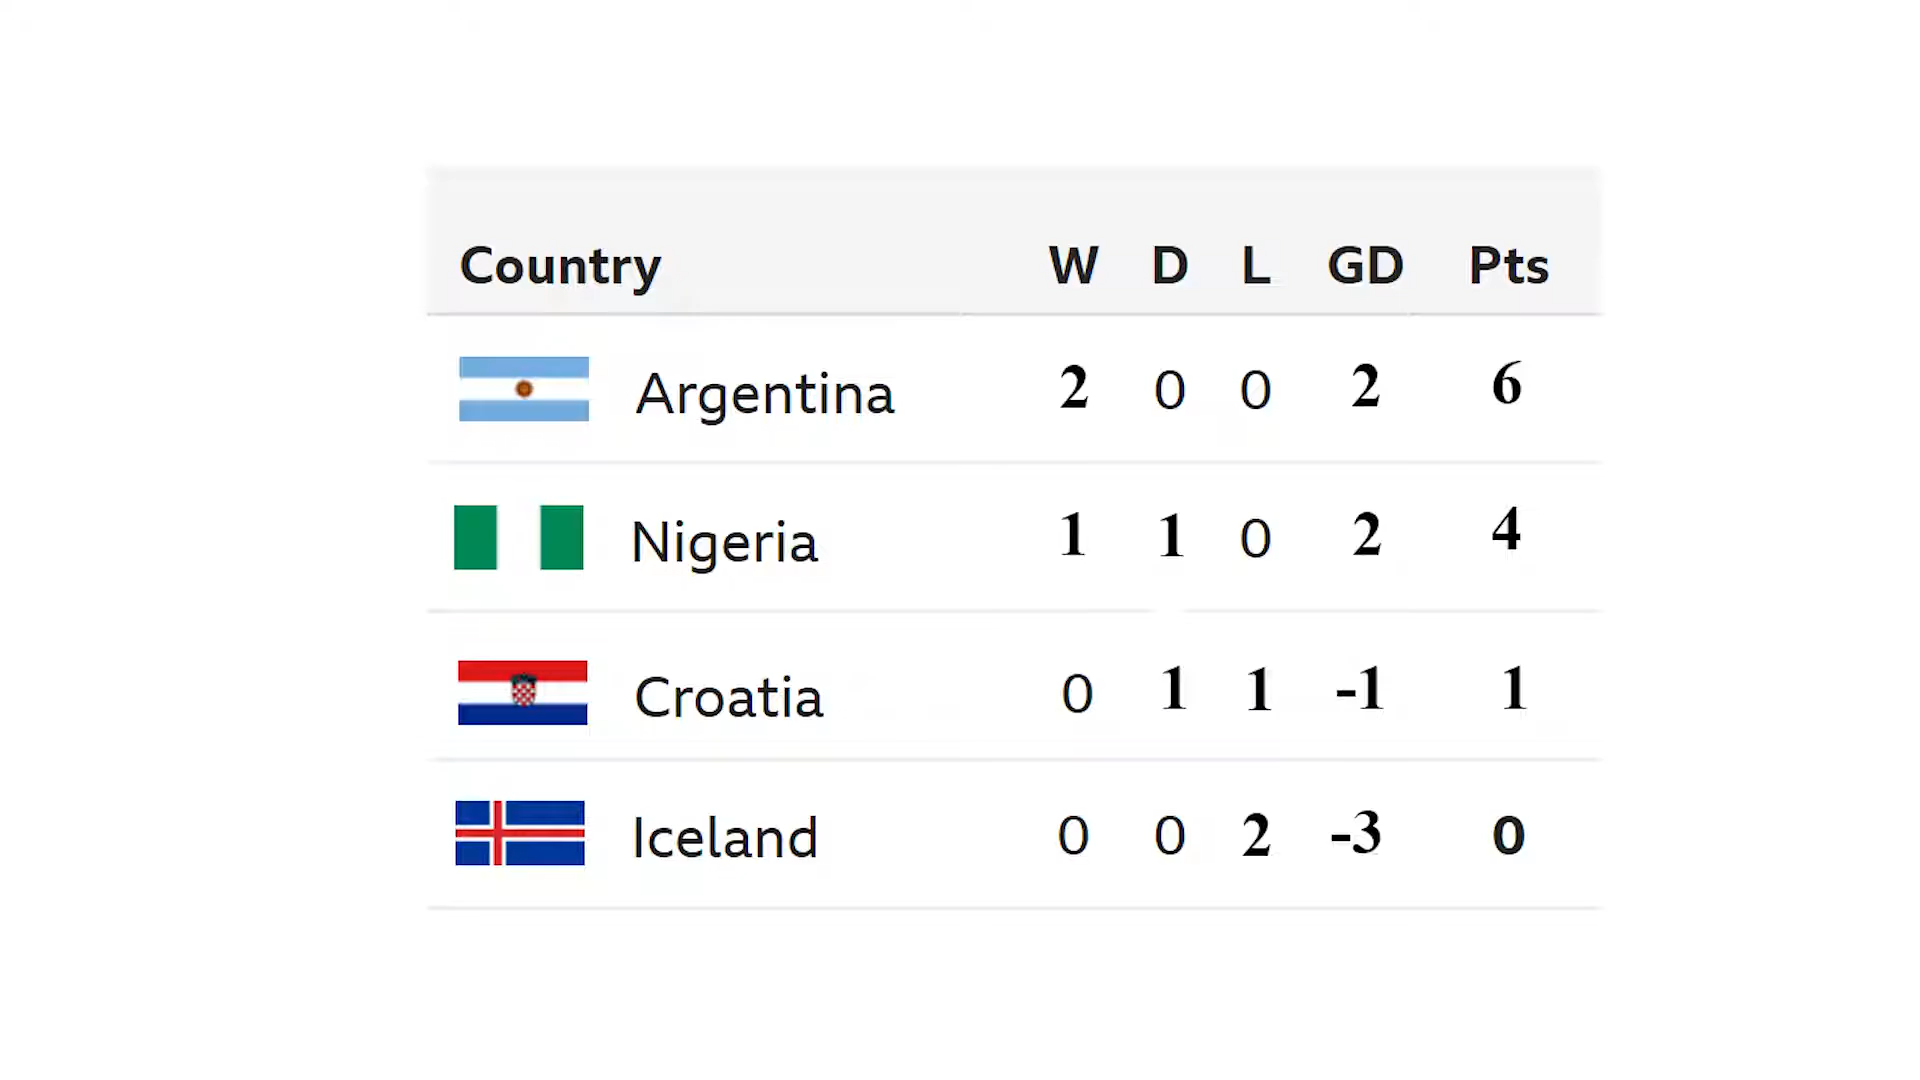 Country W D L GD Pts
Argentina 2 0 0 2 6
Nigeria 1 1 0 2 4
Croatia 0 1 1 -1 1
Iceland 0 0 2 -3 0